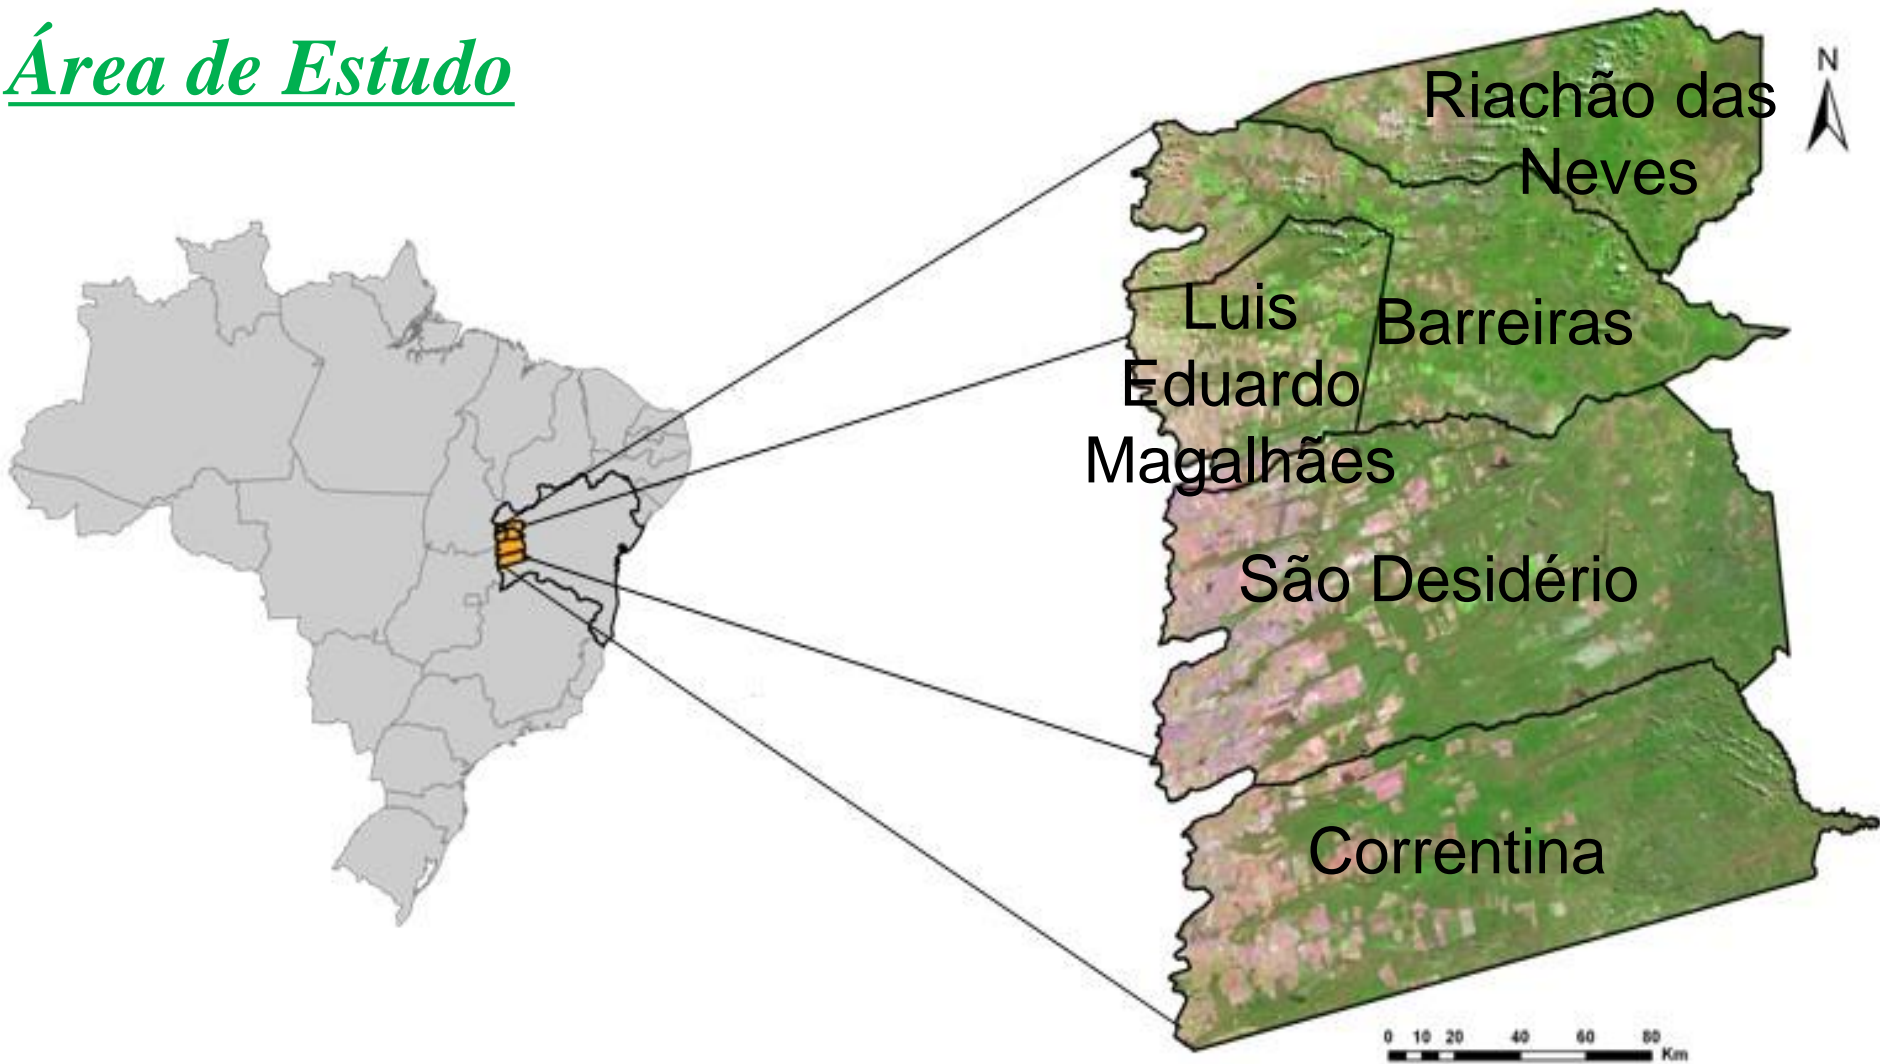 Área de Estudo
N
Riachão das
Neves
Luis
Eduardo
Magalhães
Barreiras
São Desidério
Correntina
0 10 20 40 60 80
Km